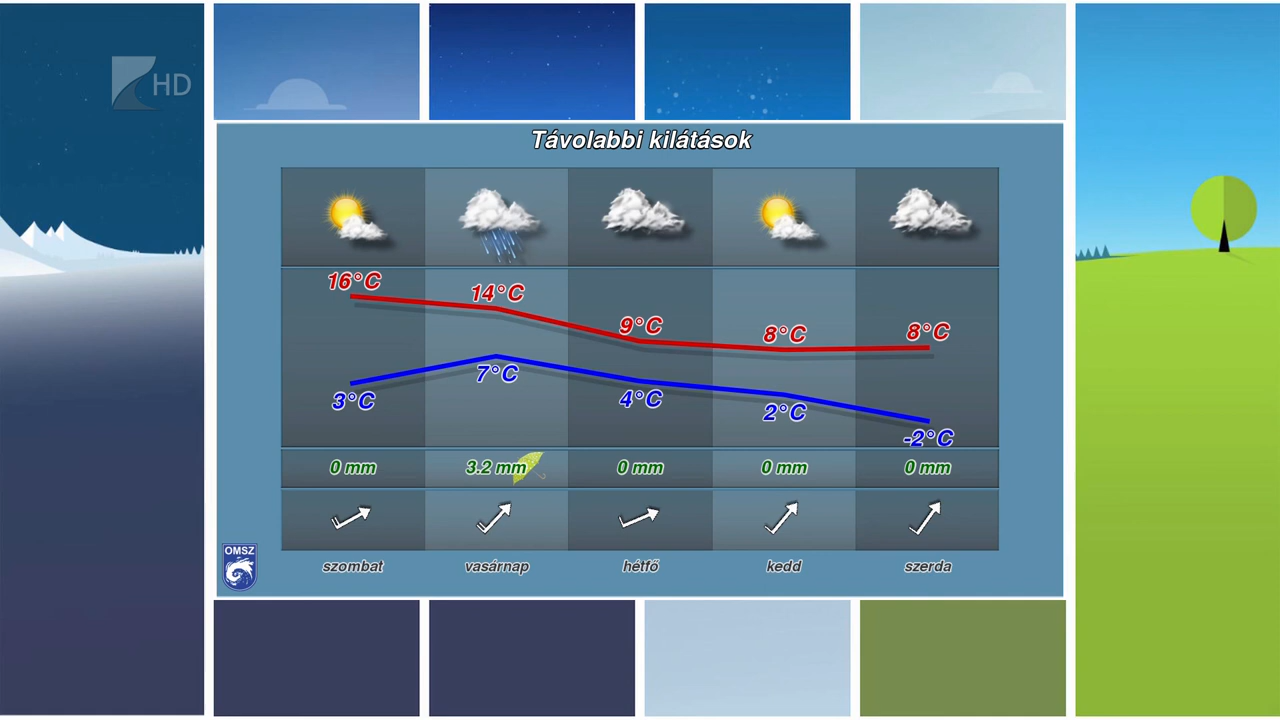 HD
Távolabbi kilátások
16°C 14°C 9°C 8°C 8°C
3°C 7°C 4°C 2°C -2°C
0 mm 3.2 mm 0 mm 0 mm 0 mm
OMSZ
szombat vasárnap hétfő kedd szerda